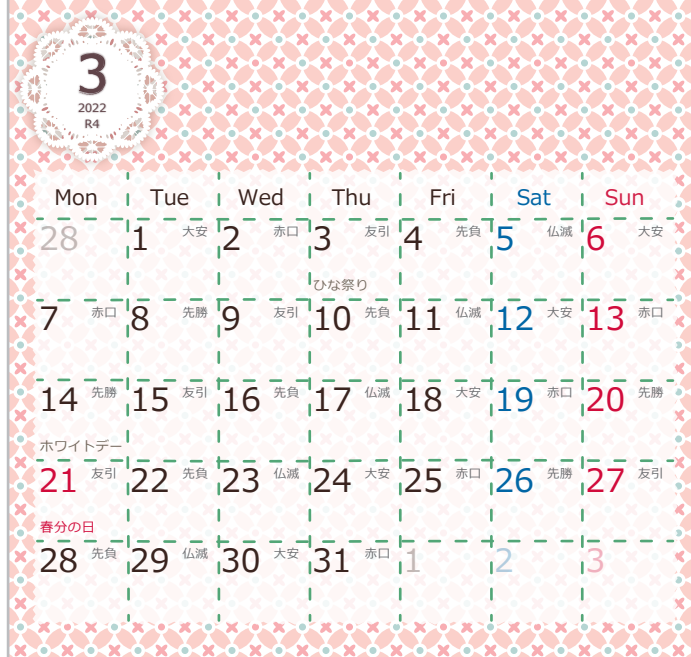 3
2022
R4
Mon Tue Wed Thu Fri Sat Sun
28 1 大安 2 赤口 3 友引 4 先負 5 仏滅 6 大安
ひな祭り
7 赤口 8 先勝 9 友引 10 先負 11 仏滅 12 大安 13 赤口
14 先勝 15 友引 16 先負 17 仏滅 18 大安 19 赤口 20 先勝
ホワイトデー
21 友引 22 先負 23 仏滅 24 大安 25 赤口 26 先勝 27 友引
春分の日
28 先負 29 仏滅 30 大安 31 赤口 1 2 3